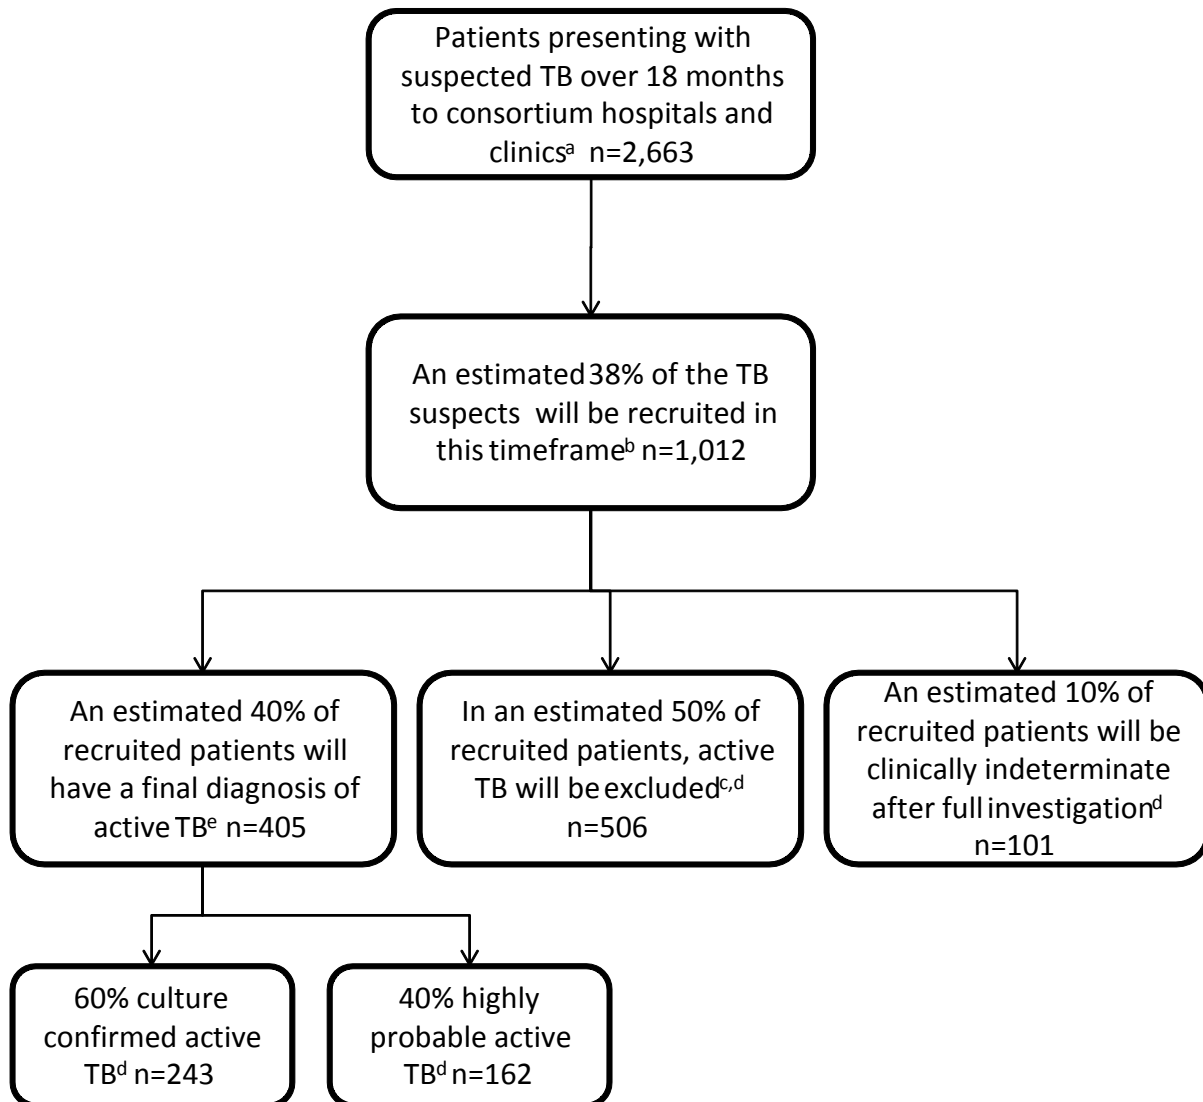 Patients presenting with
suspected TB over 18 months
to consortium hospitals and
clinicsᵃ n=2,663
An estimated 38% of the TB
suspects will be recruited in
this timeframeᵇ n=1,012
An estimated 40% of
recruited patients will
have a final diagnosis of
active TBᵉ n=405
In an estimated 50% of
recruited patients, active
TB will be excludedᶜ,ᵈ
n=506
An estimated 10% of
recruited patients will be
clinically indeterminate
after full investigationᵈ
n=101
60% culture
confirmed active
TBᵈ n=243
40% highly
probable active
TBᵈ n=162